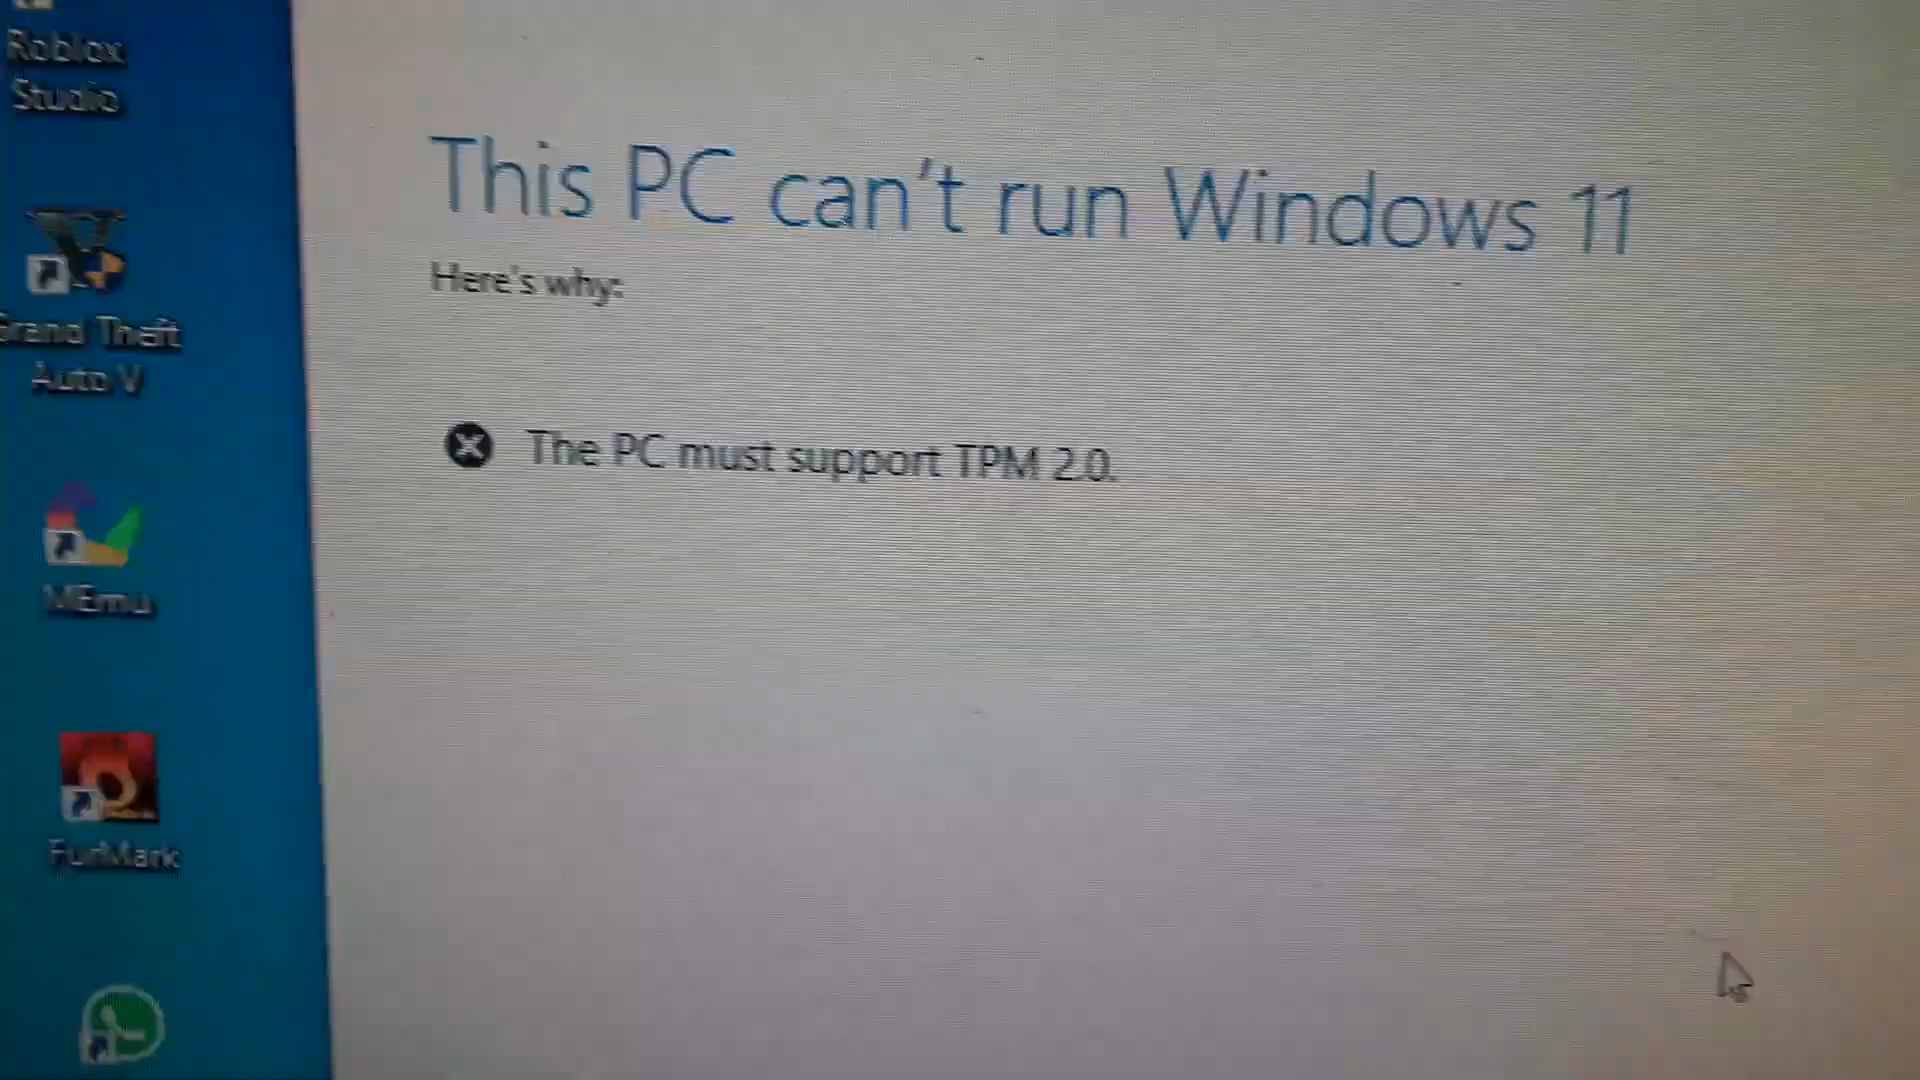 Roblox
Studio
Grand Theft
Auto V
MEmu
FurMark
This PC can't run Windows 11
Here's why:
The PC must support TPM 2.0.